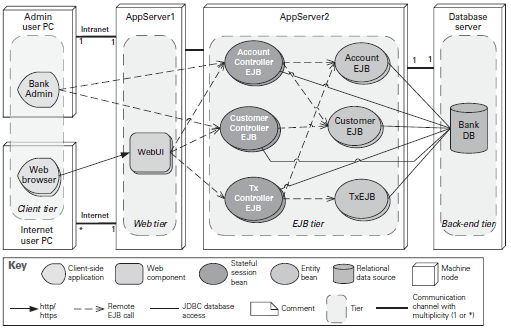 Admin
user PC
Intranet
1
1
AppServer1
AppServer2
Database
server
Bank
Admin
Web
browser
Client tier
Internet
user PC
Internet
*
1
WebUI
Web tier
Account
Controller
EJB
Customer
Controller
EJB
Tx
Controller
EJB
Account
EJB
Customer
EJB
TxEJB
EJB tier
1
1
Bank
DB
Back-end tier
Key
Client-side
application
Web
component
Stateful
session
bean
Entity
bean
Relational
data source
Machine
node
http/
https
Remote
EJB call
JDBC database
access
Comment
Tier
Communication
channel with
multiplicity (1 or *)